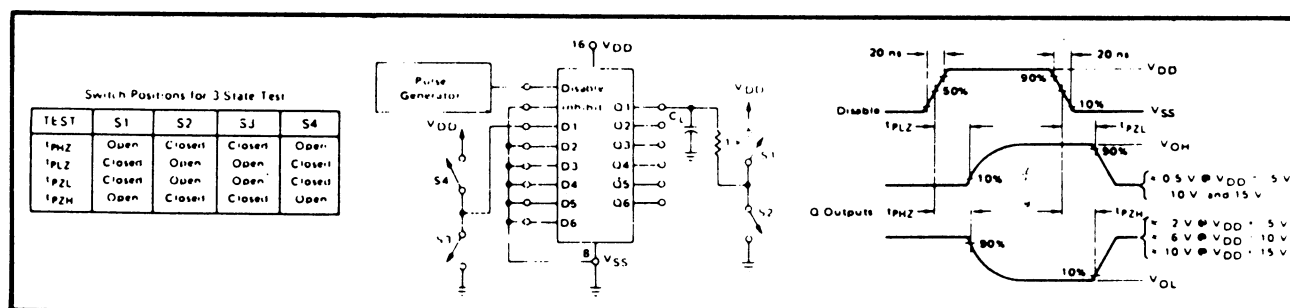 Switch Positions for 3 State Test
TEST S1 S2 S3 S4
tPHZ Open Closed Closed Open
tPLZ Closed Open Open Closed
tPZL Closed Open Open Closed
tPZH Open Closed Closed Open
Pulse
Generator
VDD
S4
S3
16 VDD
Disable
Inhibit
D1
D2
D3
D4
D5
D6
Q1
Q2
Q3
Q4
Q5
Q6
8 VSS
CL
VDD
1 k
S1
S2
20 ns
20 ns
VDD
90%
50%
10%
Disable
VSS
tPLZ
tPZL
VOH
90%
10%
≈ 0.5 V @ VDD = 5 V
10 V and 15 V
Q Outputs
tPHZ
tPZH
≈ 2 V @ VDD = 5 V
≈ 6 V @ VDD = 10 V
≈ 10 V @ VDD = 15 V
90%
10%
VOL